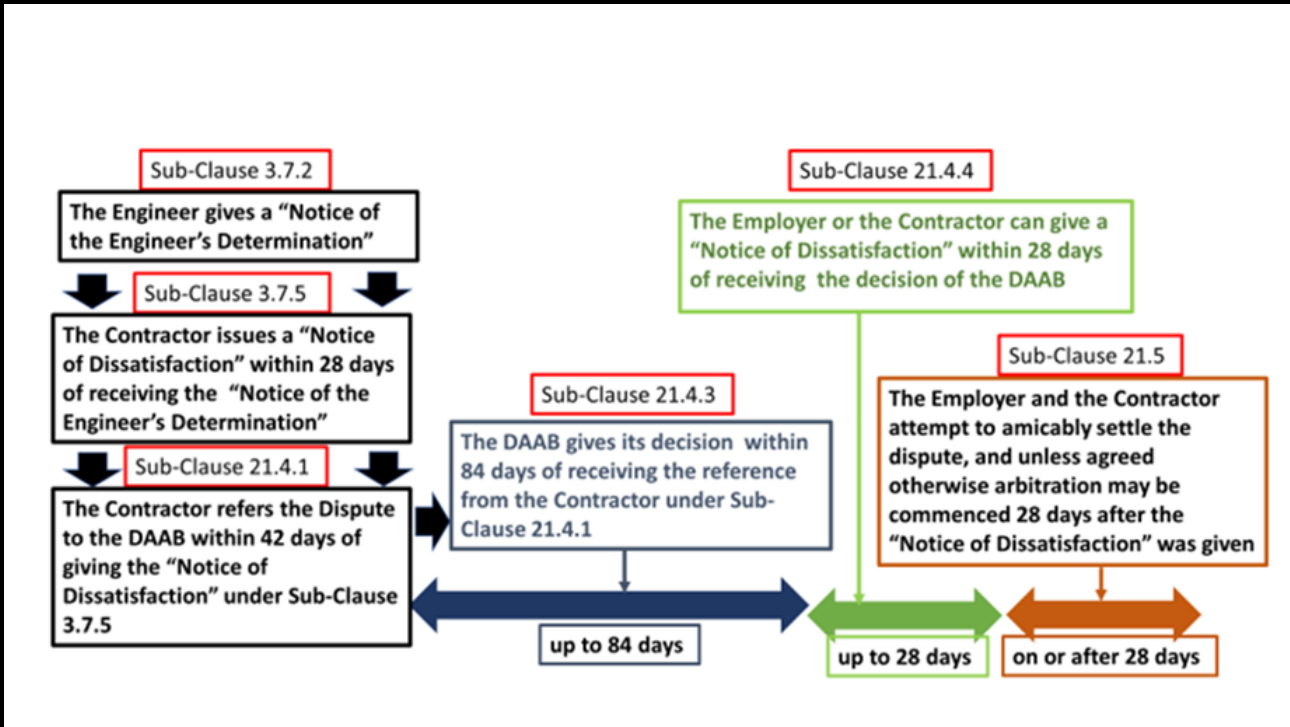 Sub-Clause 3.7.2
The Engineer gives a “Notice of
the Engineer’s Determination”
Sub-Clause 3.7.5
The Contractor issues a “Notice
of Dissatisfaction” within 28 days
of receiving the “Notice of the
Engineer’s Determination”
Sub-Clause 21.4.1
The Contractor refers the Dispute
to the DAAB within 42 days of
giving the “Notice of
Dissatisfaction” under Sub-Clause
3.7.5
Sub-Clause 21.4.3
The DAAB gives its decision within
84 days of receiving the reference
from the Contractor under Sub-
Clause 21.4.1
up to 84 days
Sub-Clause 21.4.4
The Employer or the Contractor can give a
“Notice of Dissatisfaction” within 28 days
of receiving the decision of the DAAB
up to 28 days
Sub-Clause 21.5
The Employer and the Contractor
attempt to amicably settle the
dispute, and unless agreed
otherwise arbitration may be
commenced 28 days after the
“Notice of Dissatisfaction” was given
on or after 28 days